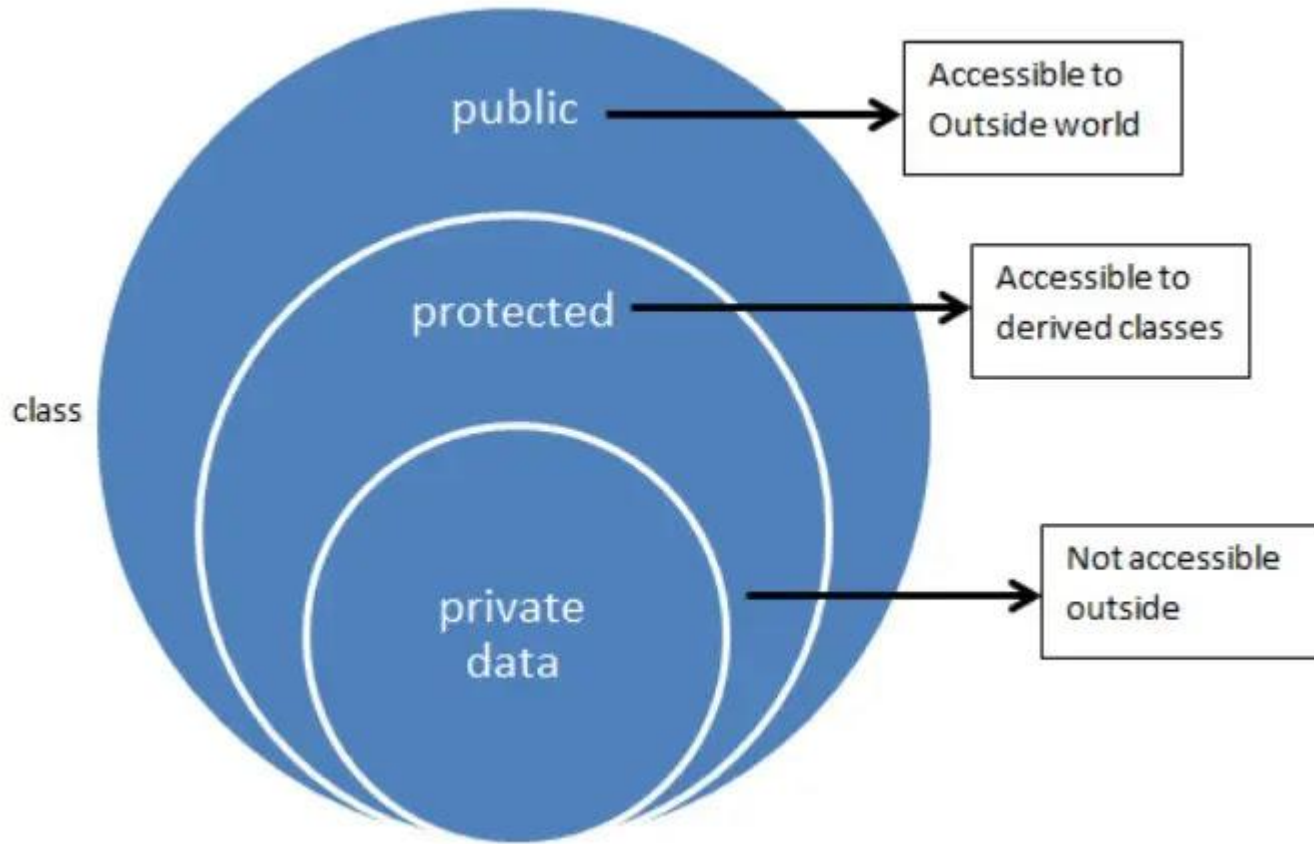 public
Accessible to
Outside world
protected
Accessible to
derived classes
class
private
data
Not accessible
outside